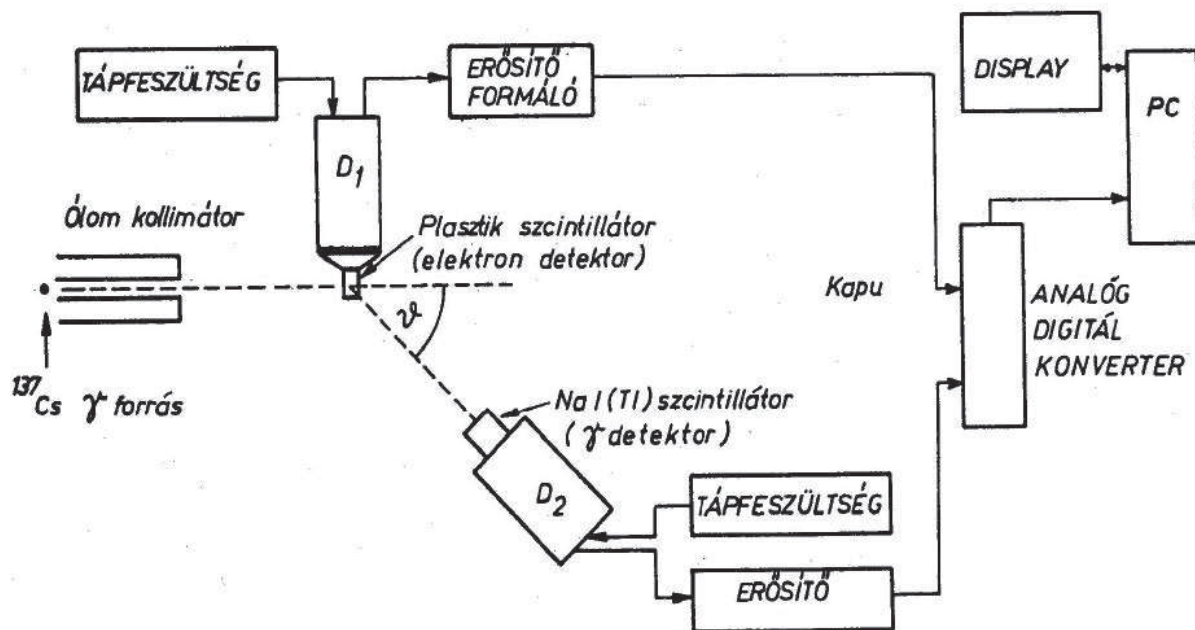 TÁPFESZÜLTSÉG
ERŐSÍTŐ
FORMÁLÓ
DISPLAY
PC
D1
Ólom kollimátor
Plasztik szcintillátor
(elektron detektor)
ϑ
Kapu
ANALÓG
DIGITÁL
KONVERTER
137Cs γ forrás
Na I (Tl) szcintillátor
(γ detektor)
D2
TÁPFESZÜLTSÉG
ERŐSÍTŐ